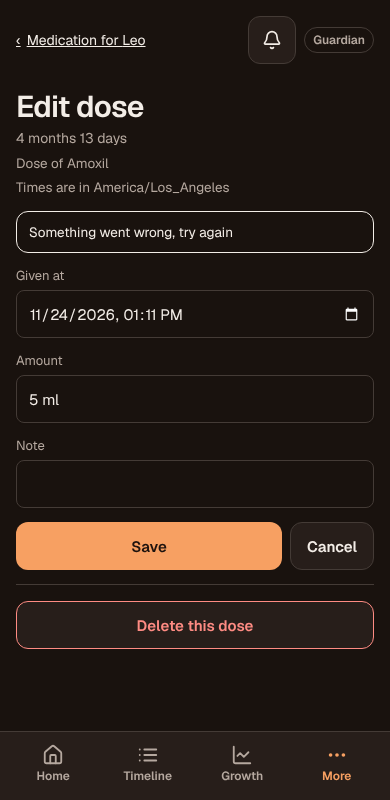 ‹ Medication for Leo
Guardian
Edit dose
4 months 13 days
Dose of Amoxil
Times are in America/Los_Angeles
Something went wrong, try again
Given at
11/24/2026, 01:11 PM
Amount
5 ml
Note
Save
Cancel
Delete this dose
Home
Timeline
Growth
More